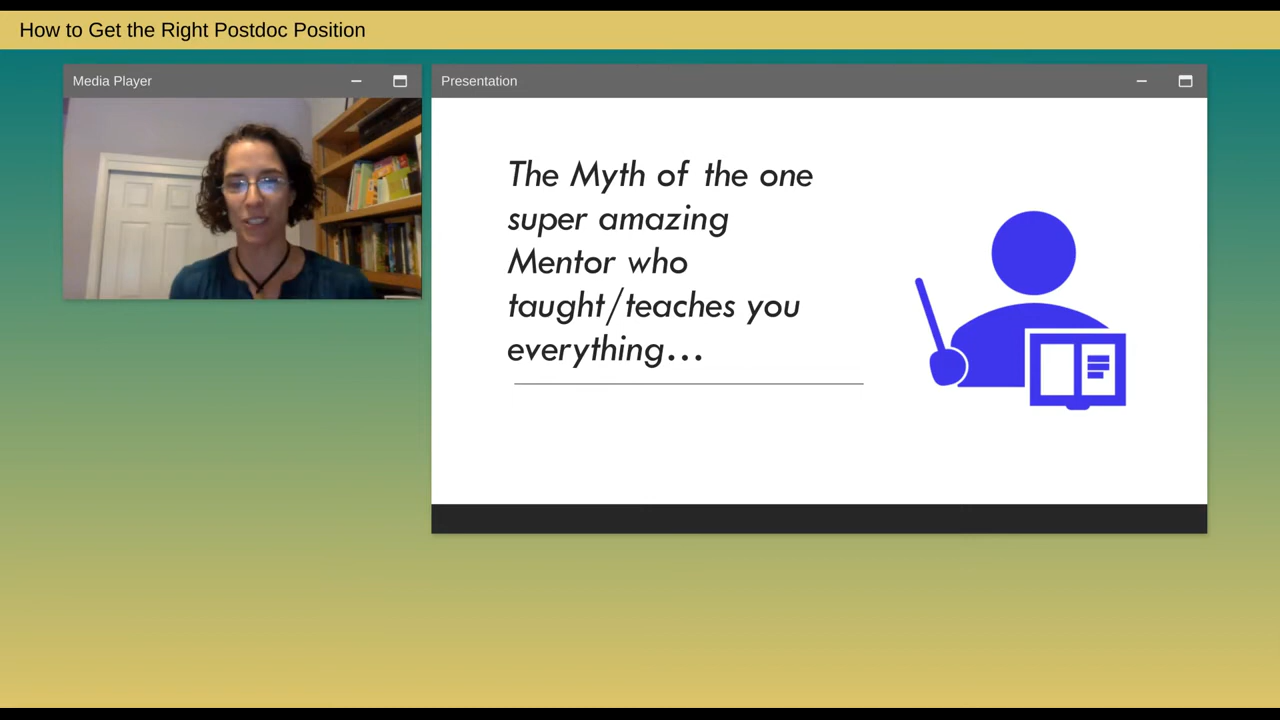 How to Get the Right Postdoc Position
Media Player
Presentation
The Myth of the one
super amazing
Mentor who
taught/teaches you
everything...